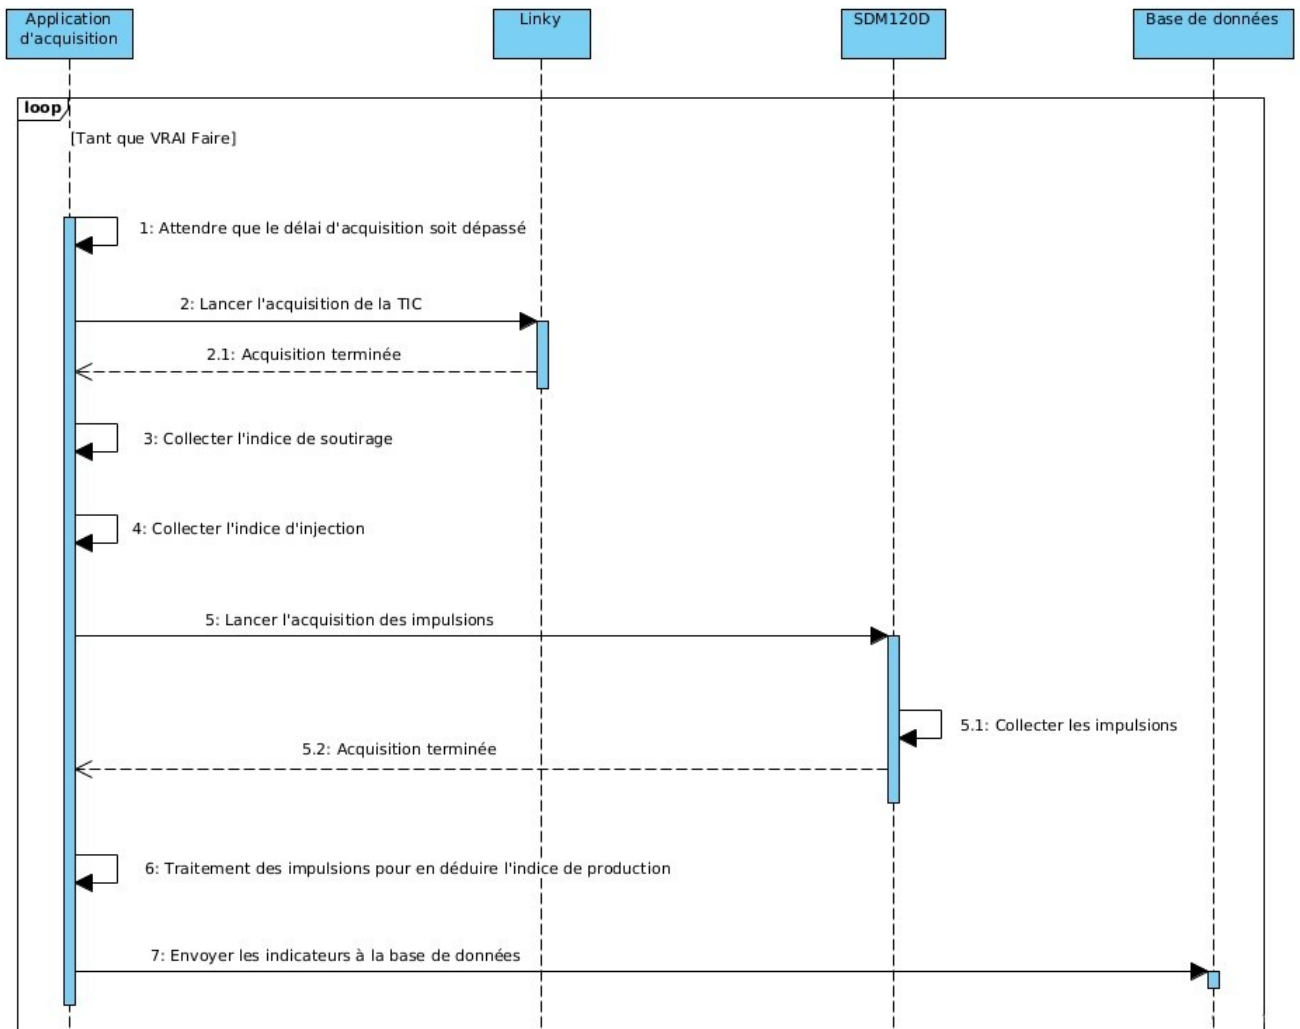 Application
d'acquisition
Linky
SDM120D
Base de données
loop
[Tant que VRAI Faire]
1: Attendre que le délai d'acquisition soit dépassé
2: Lancer l'acquisition de la TIC
2.1: Acquisition terminée
3: Collecter l'indice de soutirage
4: Collecter l'indice d'injection
5: Lancer l'acquisition des impulsions
5.1: Collecter les impulsions
5.2: Acquisition terminée
6: Traitement des impulsions pour en déduire l'indice de production
7: Envoyer les indicateurs à la base de données